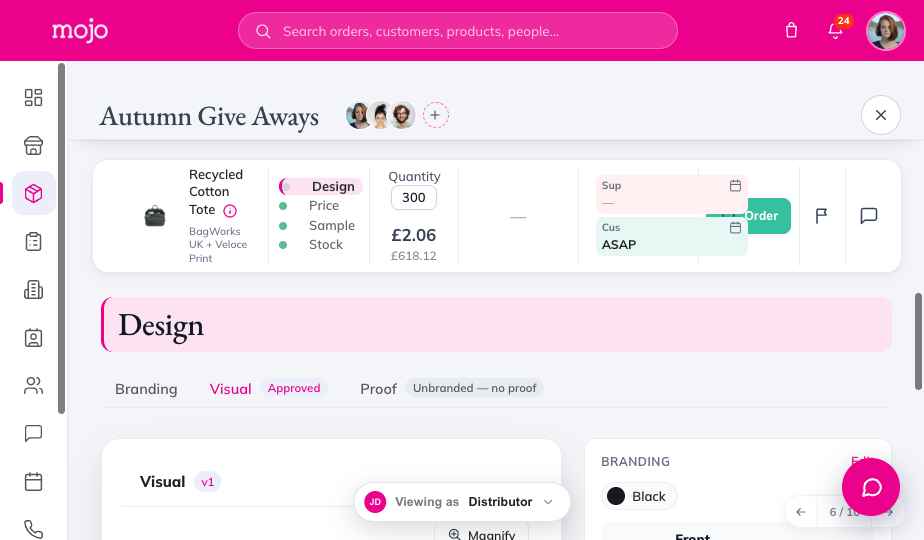 mojo
Search orders, customers, products, people...
24
Autumn Give Aways
Recycled
Cotton
Tote
BagWorks
UK + Veloce
Print
Design
Price
Sample
Stock
Quantity
300
£2.06
£618.12
—
Sup
—
Cus
ASAP
Order
Design
Branding
Visual
Approved
Proof
Unbranded — no proof
Visual
v1
Magnify
JD
Viewing as
Distributor
BRANDING
Black
Front
6 /